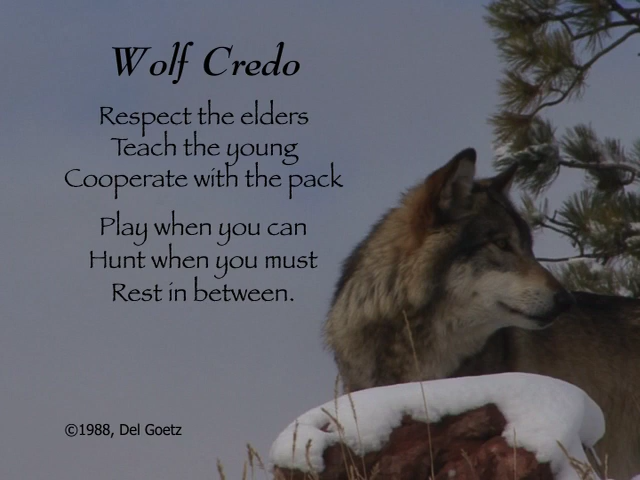 Wolf Credo
Respect the elders
Teach the young
Cooperate with the pack
Play when you can
Hunt when you must
Rest in between.
©1988, Del Goetz